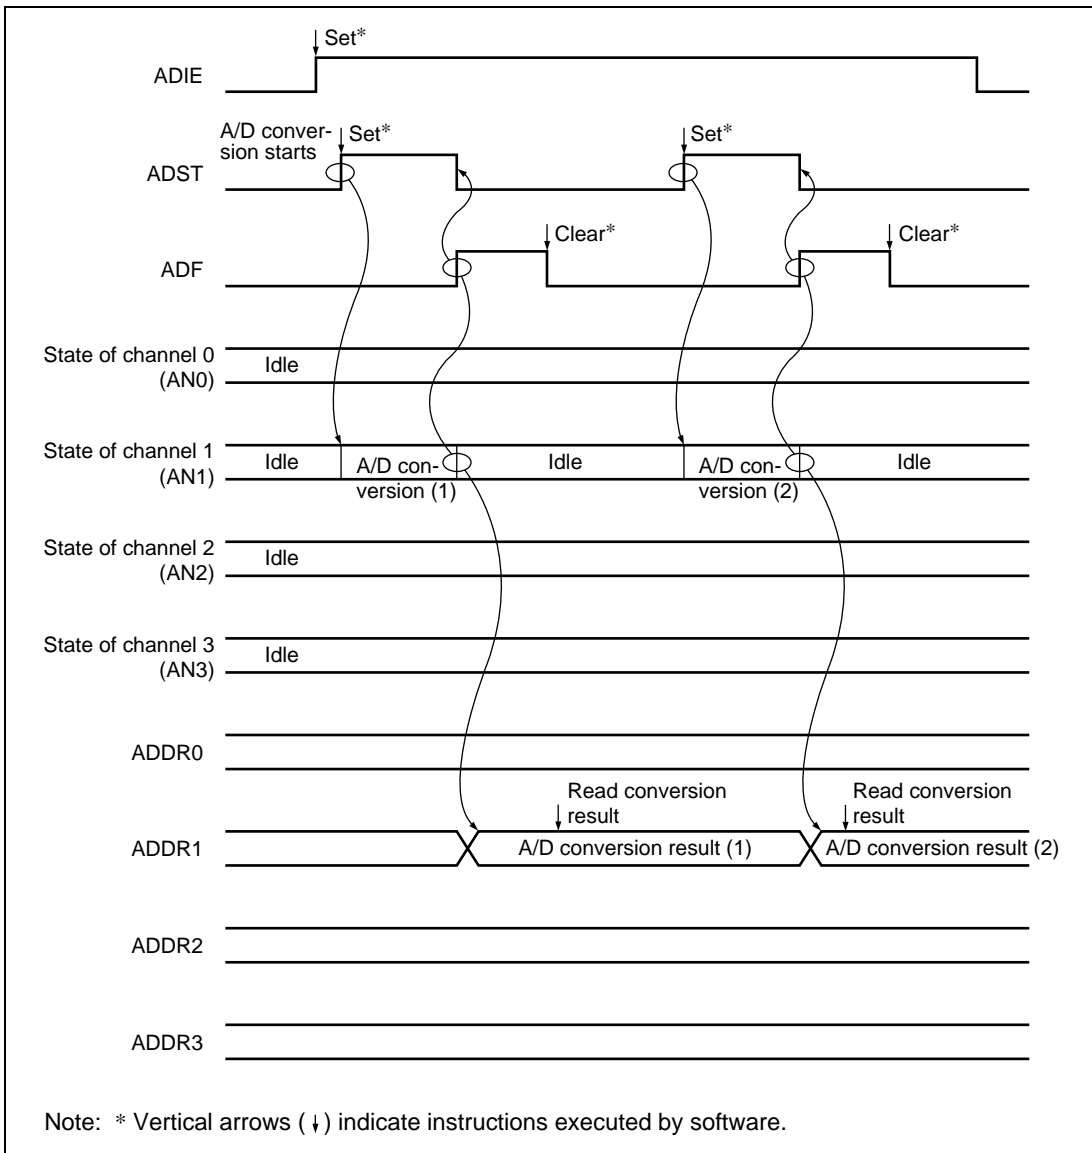 Set*
ADIE
A/D conver-
sion starts
Set*
Set*
ADST
Clear*
Clear*
ADF
State of channel 0
(AN0)
Idle
State of channel 1
(AN1)
Idle
A/D con-
version (1)
Idle
A/D con-
version (2)
Idle
State of channel 2
(AN2)
Idle
State of channel 3
(AN3)
Idle
ADDR0
Read conversion
result
Read conversion
result
ADDR1
A/D conversion result (1)
A/D conversion result (2)
ADDR2
ADDR3
Note: * Vertical arrows (↓) indicate instructions executed by software.